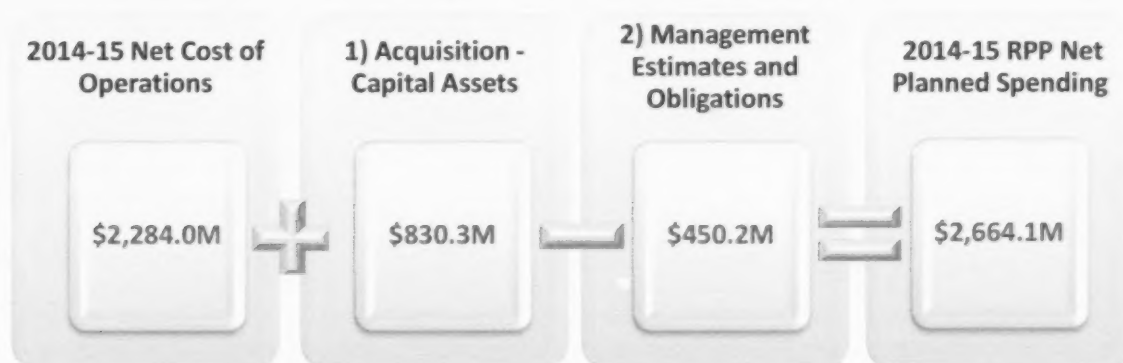 2014-15 Net Cost of
Operations
$2,284.0M
1) Acquisition -
Capital Assets
$830.3M
2) Management
Estimates and
Obligations
$450.2M
2014-15 RPP Net
Planned Spending
$2,664.1M